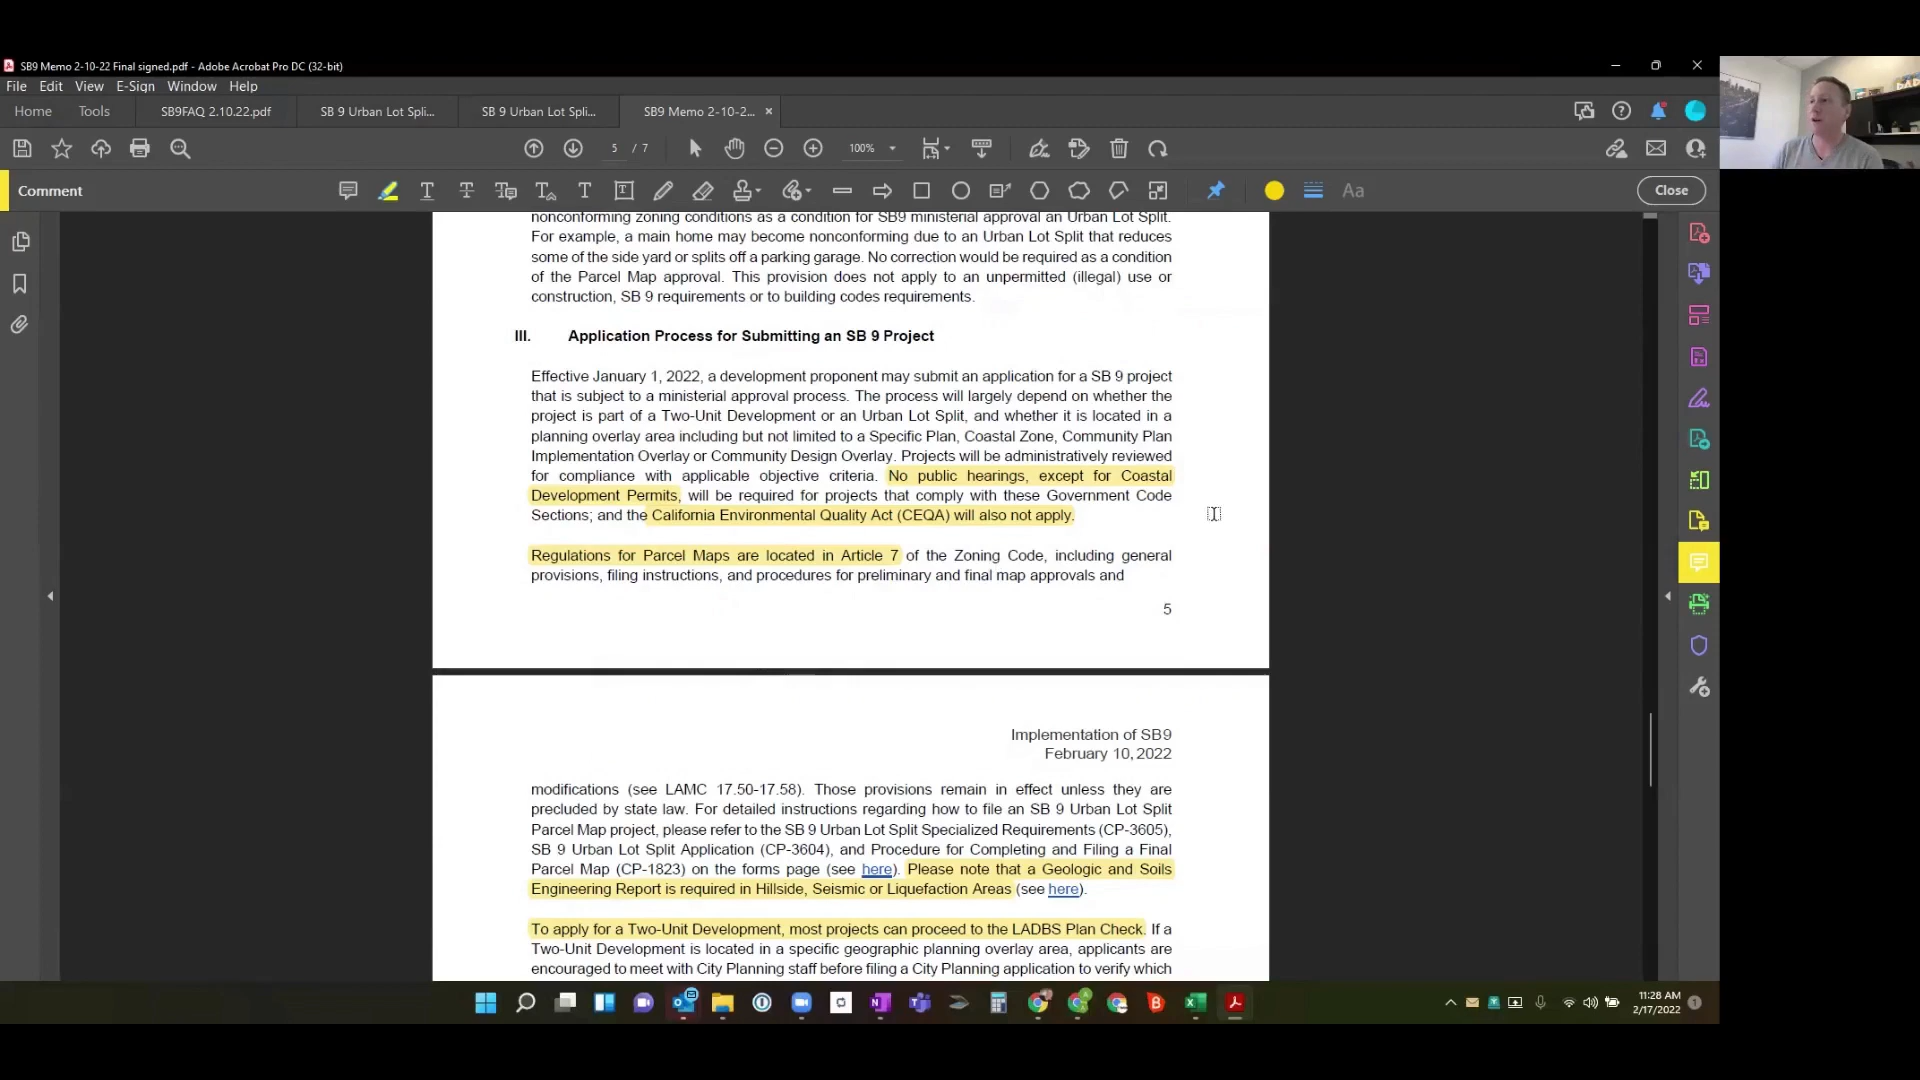 SB9 Memo 2-10-22 Final signed.pdf - Adobe Acrobat Pro DC (32-bit)
File Edit View E-Sign Window Help
Home Tools SB9FAQ 2.10.22.pdf SB 9 Urban Lot Spli... SB 9 Urban Lot Spli... SB9 Memo 2-10-2... ×
5 / 7 100%
Comment Aa Close
nonconforming zoning conditions as a condition for SB9 ministerial approval an Urban Lot Split.
For example, a main home may become nonconforming due to an Urban Lot Split that reduces
some of the side yard or splits off a parking garage. No correction would be required as a condition
of the Parcel Map approval. This provision does not apply to an unpermitted (illegal) use or
construction, SB 9 requirements or to building codes requirements.
III. Application Process for Submitting an SB 9 Project
Effective January 1, 2022, a development proponent may submit an application for a SB 9 project
that is subject to a ministerial approval process. The process will largely depend on whether the
project is part of a Two-Unit Development or an Urban Lot Split, and whether it is located in a
planning overlay area including but not limited to a Specific Plan, Coastal Zone, Community Plan
Implementation Overlay or Community Design Overlay. Projects will be administratively reviewed
for compliance with applicable objective criteria. No public hearings, except for Coastal
Development Permits, will be required for projects that comply with these Government Code
Sections; and the California Environmental Quality Act (CEQA) will also not apply.
Regulations for Parcel Maps are located in Article 7 of the Zoning Code, including general
provisions, filing instructions, and procedures for preliminary and final map approvals and
5
Implementation of SB9
February 10, 2022
modifications (see LAMC 17.50-17.58). Those provisions remain in effect unless they are
precluded by state law. For detailed instructions regarding how to file an SB 9 Urban Lot Split
Parcel Map project, please refer to the SB 9 Urban Lot Split Specialized Requirements (CP-3605),
SB 9 Urban Lot Split Application (CP-3604), and Procedure for Completing and Filing a Final
Parcel Map (CP-1823) on the forms page (see here). Please note that a Geologic and Soils
Engineering Report is required in Hillside, Seismic or Liquefaction Areas (see here).
To apply for a Two-Unit Development, most projects can proceed to the LADBS Plan Check. If a
Two-Unit Development is located in a specific geographic planning overlay area, applicants are
encouraged to meet with City Planning staff before filing a City Planning application to verify which
11:28 AM
2/17/2022